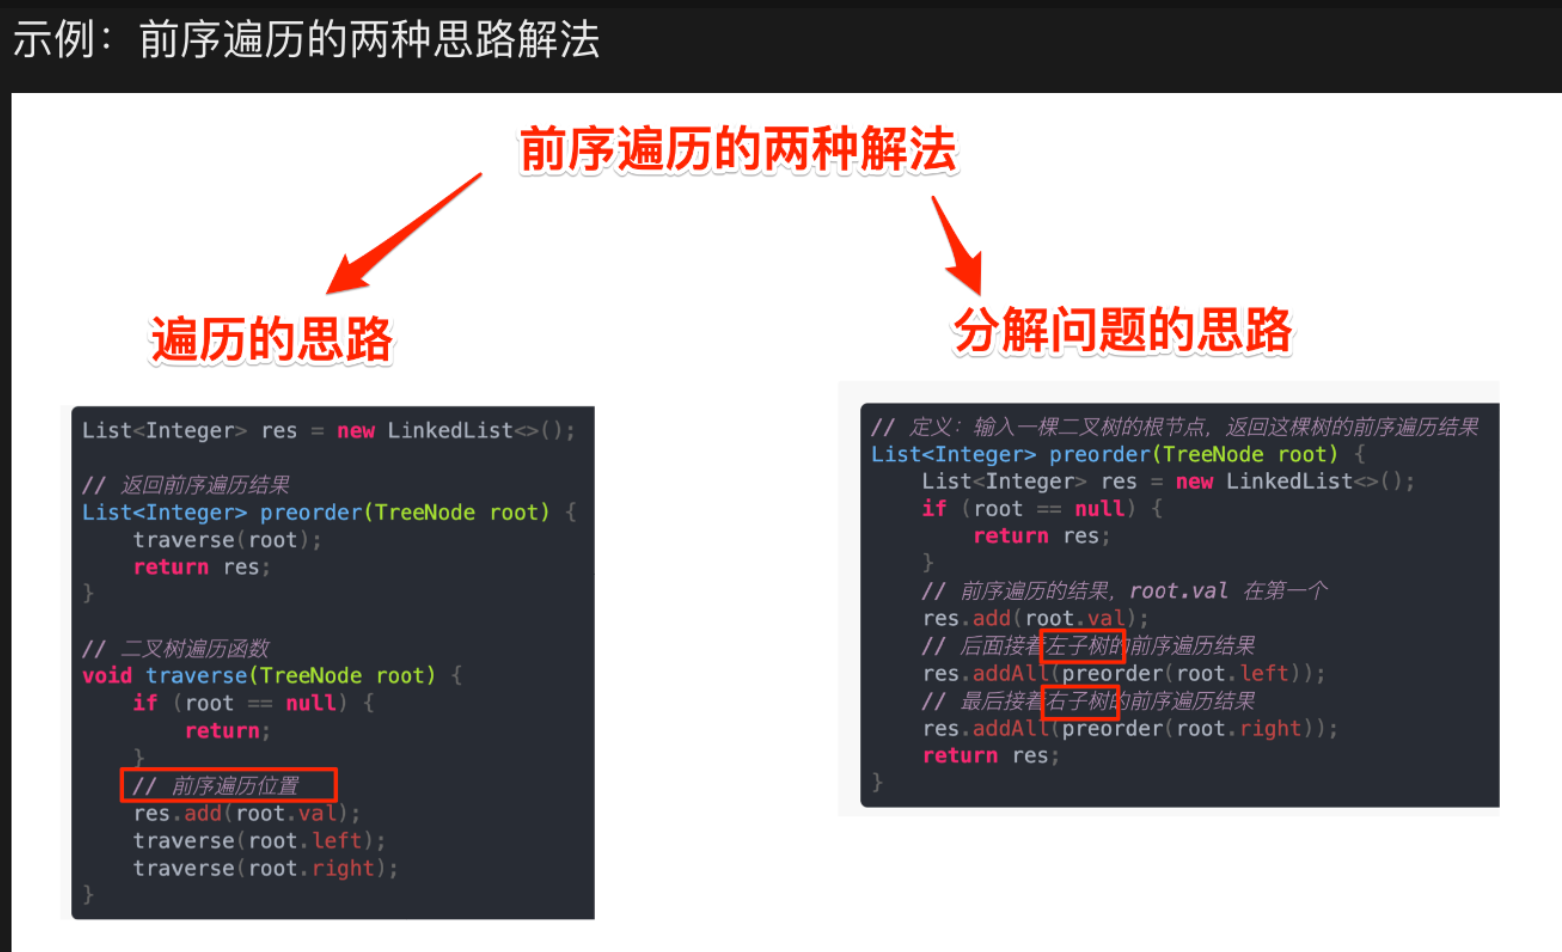 示例：前序遍历的两种思路解法
前序遍历的两种解法
遍历的思路
List<Integer> res = new LinkedList<>();
// 返回前序遍历结果
List<Integer> preorder(TreeNode root) {
traverse(root);
return res;
}
// 二叉树遍历函数
void traverse(TreeNode root) {
if (root == null) {
return;
}
// 前序遍历位置
res.add(root.val);
traverse(root.left);
traverse(root.right);
}
分解问题的思路
// 定义：输入一棵二叉树的根节点，返回这棵树的前序遍历结果
List<Integer> preorder(TreeNode root) {
List<Integer> res = new LinkedList<>();
if (root == null) {
return res;
}
// 前序遍历的结果，root.val 在第一个
res.add(root.val);
// 后面接着左子树的前序遍历结果
res.addAll(preorder(root.left));
// 最后接着右子树的前序遍历结果
res.addAll(preorder(root.right));
return res;
}